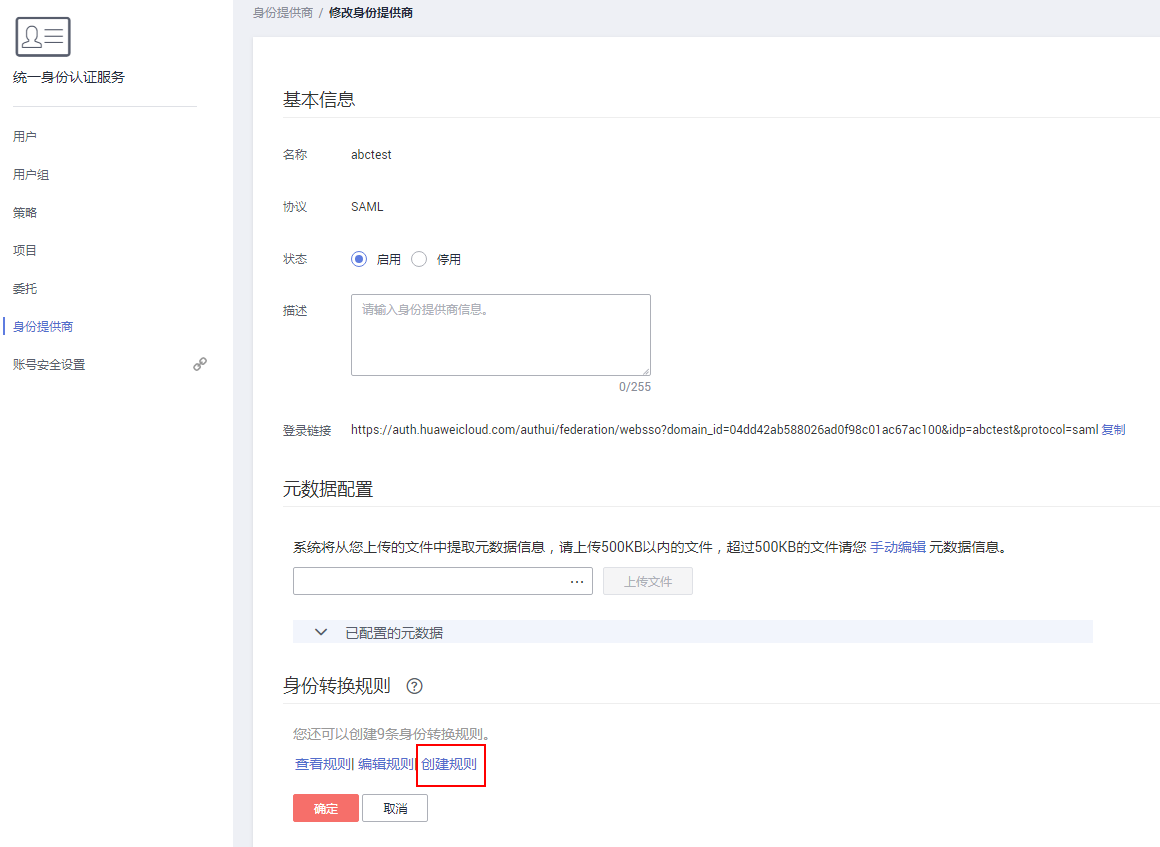 身份提供商 / 修改身份提供商
统一身份认证服务
用户
用户组
策略
项目
委托
身份提供商
账号安全设置
基本信息
名称 abctest
协议 SAML
状态 启用 停用
描述 请输入身份提供商信息。
0/255
登录链接 https://auth.huaweicloud.com/authui/federation/websso?domain_id=04dd42ab588026ad0f98c01ac67ac100&idp=abctest&protocol=saml 复制
元数据配置
系统将从您上传的文件中提取元数据信息，请上传500KB以内的文件，超过500KB的文件请您 手动编辑 元数据信息。
... 上传文件
已配置的元数据
身份转换规则 ?
您还可以创建9条身份转换规则。
查看规则| 编辑规则| 创建规则
确定 取消